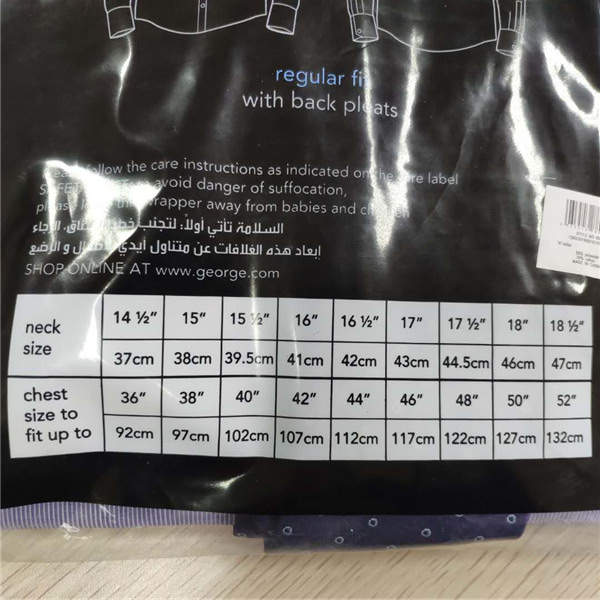 regular fit
with back pleats
follow the care instructions as indicated on the care label
to avoid danger of suffocation,
wrapper away from babies and children
السلامة تأتي أولاً: لتجنب الرجاء
إبعاد هذه الغلافات عن متناول أيدي و الرضع
SHOP ONLINE AT www.george.com
neck size
14 ½" 15" 15 ½" 16" 16 ½" 17" 17 ½" 18" 18 ½"
37cm 38cm 39.5cm 41cm 42cm 43cm 44.5cm 46cm 47cm
chest size to fit up to
36" 38" 40" 42" 44" 46" 48" 50" 52"
92cm 97cm 102cm 107cm 112cm 117cm 122cm 127cm 132cm